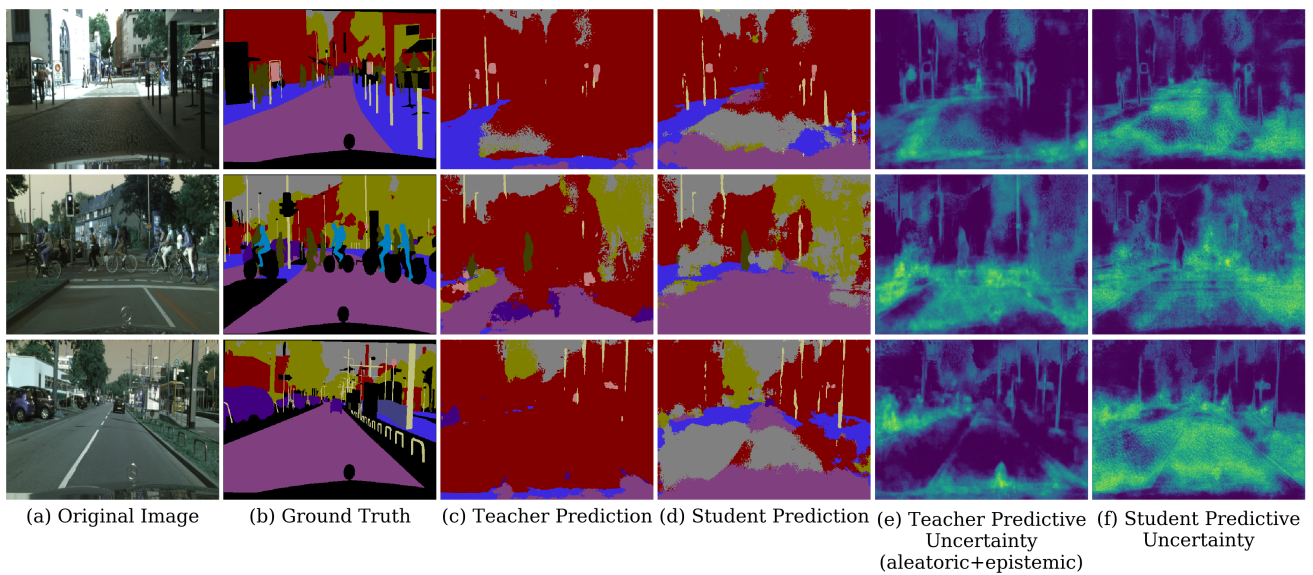 (a) Original Image
(b) Ground Truth
(c) Teacher Prediction
(d) Student Prediction
(e) Teacher Predictive
Uncertainty
(aleatoric+epistemic)
(f) Student Predictive
Uncertainty